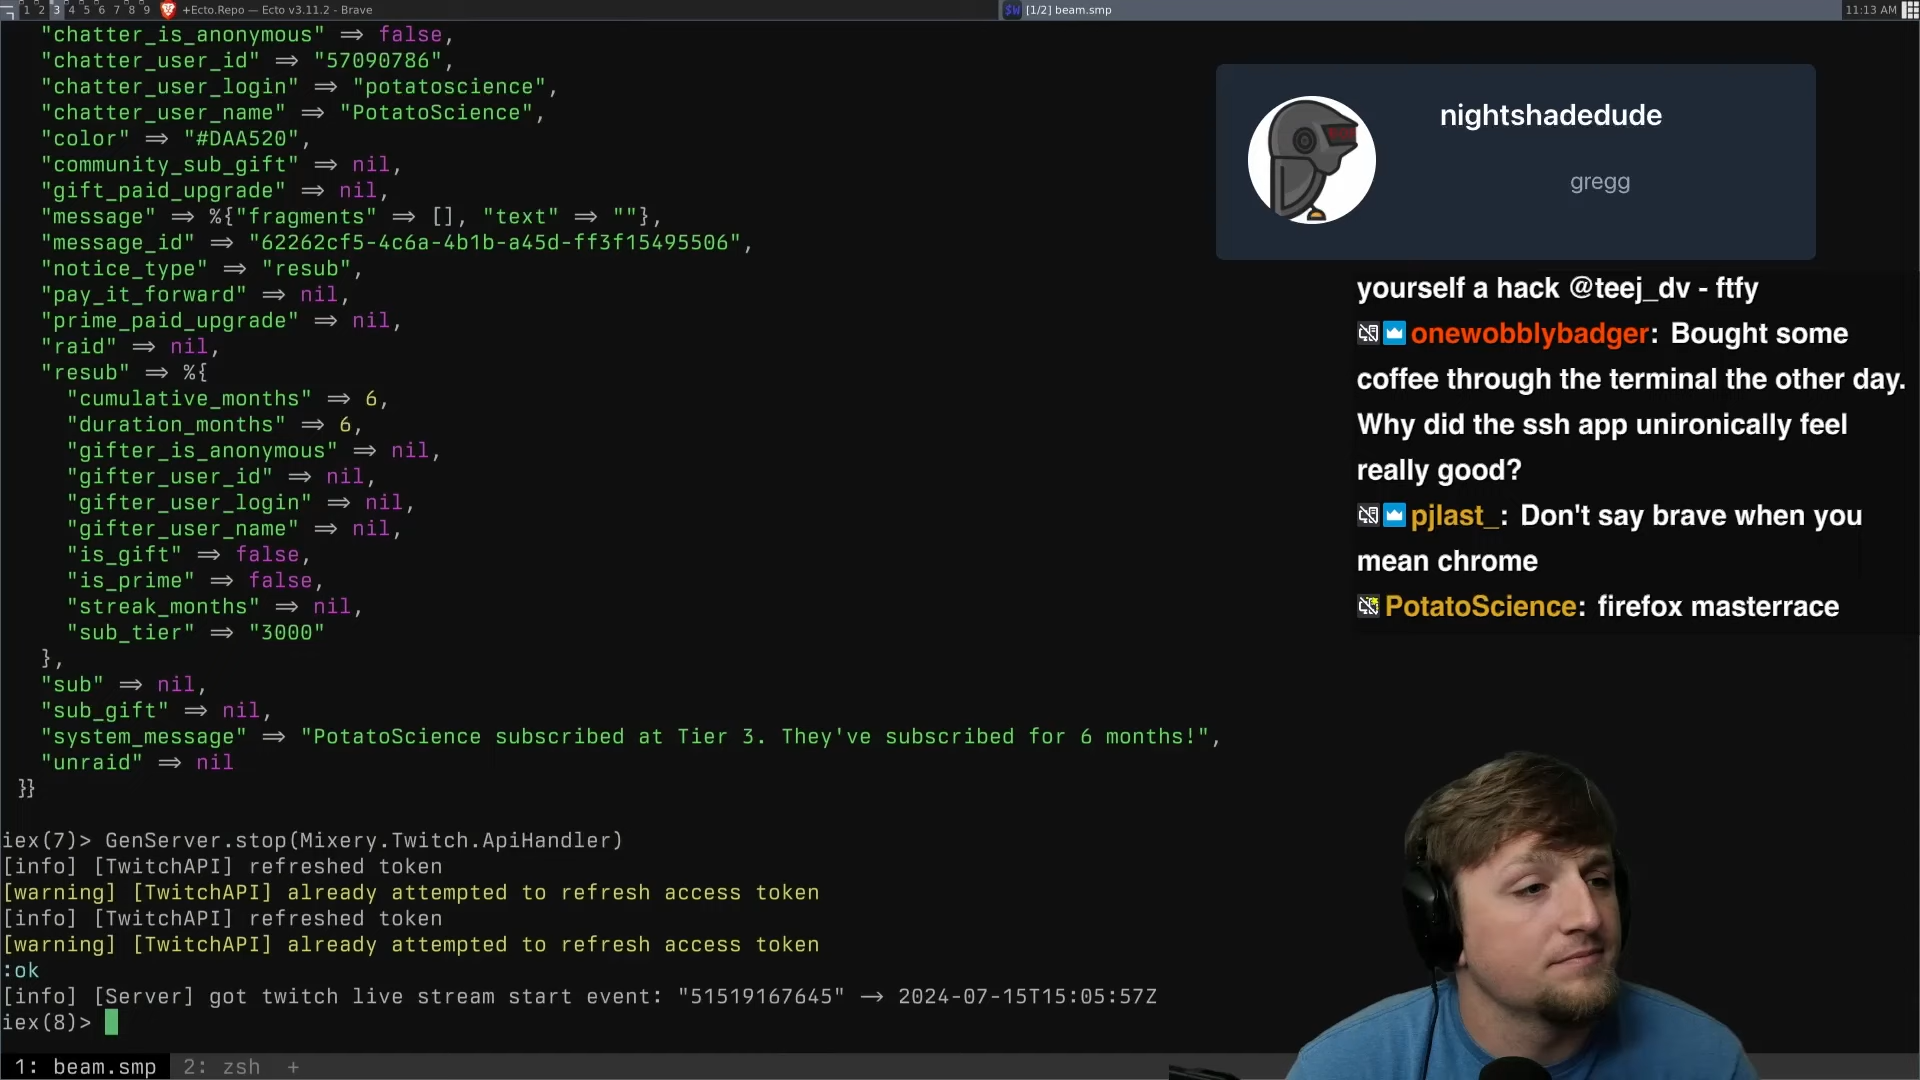 1 2 3 4 5 6 7 8 9 +Ecto.Repo — Ecto v3.11.2 - Brave
[1/2] beam.smp
11:13 AM
"chatter_is_anonymous" => false,
"chatter_user_id" => "57090786",
"chatter_user_login" => "potatoscience",
"chatter_user_name" => "PotatoScience",
"color" => "#DAA520",
"community_sub_gift" => nil,
"gift_paid_upgrade" => nil,
"message" => %{"fragments" => [], "text" => ""},
"message_id" => "62262cf5-4c6a-4b1b-a45d-ff3f15495506",
"notice_type" => "resub",
"pay_it_forward" => nil,
"prime_paid_upgrade" => nil,
"raid" => nil,
"resub" => %{
"cumulative_months" => 6,
"duration_months" => 6,
"gifter_is_anonymous" => nil,
"gifter_user_id" => nil,
"gifter_user_login" => nil,
"gifter_user_name" => nil,
"is_gift" => false,
"is_prime" => false,
"streak_months" => nil,
"sub_tier" => "3000"
},
"sub" => nil,
"sub_gift" => nil,
"system_message" => "PotatoScience subscribed at Tier 3. They've subscribed for 6 months!",
"unraid" => nil
}}
iex(7)> GenServer.stop(Mixery.Twitch.ApiHandler)
[info] [TwitchAPI] refreshed token
[warning] [TwitchAPI] already attempted to refresh access token
[info] [TwitchAPI] refreshed token
[warning] [TwitchAPI] already attempted to refresh access token
:ok
[info] [Server] got twitch live stream start event: "51519167645" -> 2024-07-15T15:05:57Z
iex(8)>
1: beam.smp 2: zsh +
nightshadedude
gregg
yourself a hack @teej_dv - ftfy
onewobblybadger: Bought some
coffee through the terminal the other day.
Why did the ssh app unironically feel
really good?
pjlast_: Don't say brave when you
mean chrome
PotatoScience: firefox masterrace